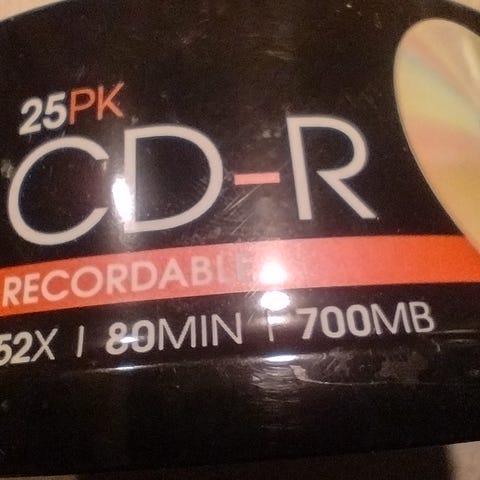 25PK
CD-R
RECORDABLE
52X | 80MIN | 700MB